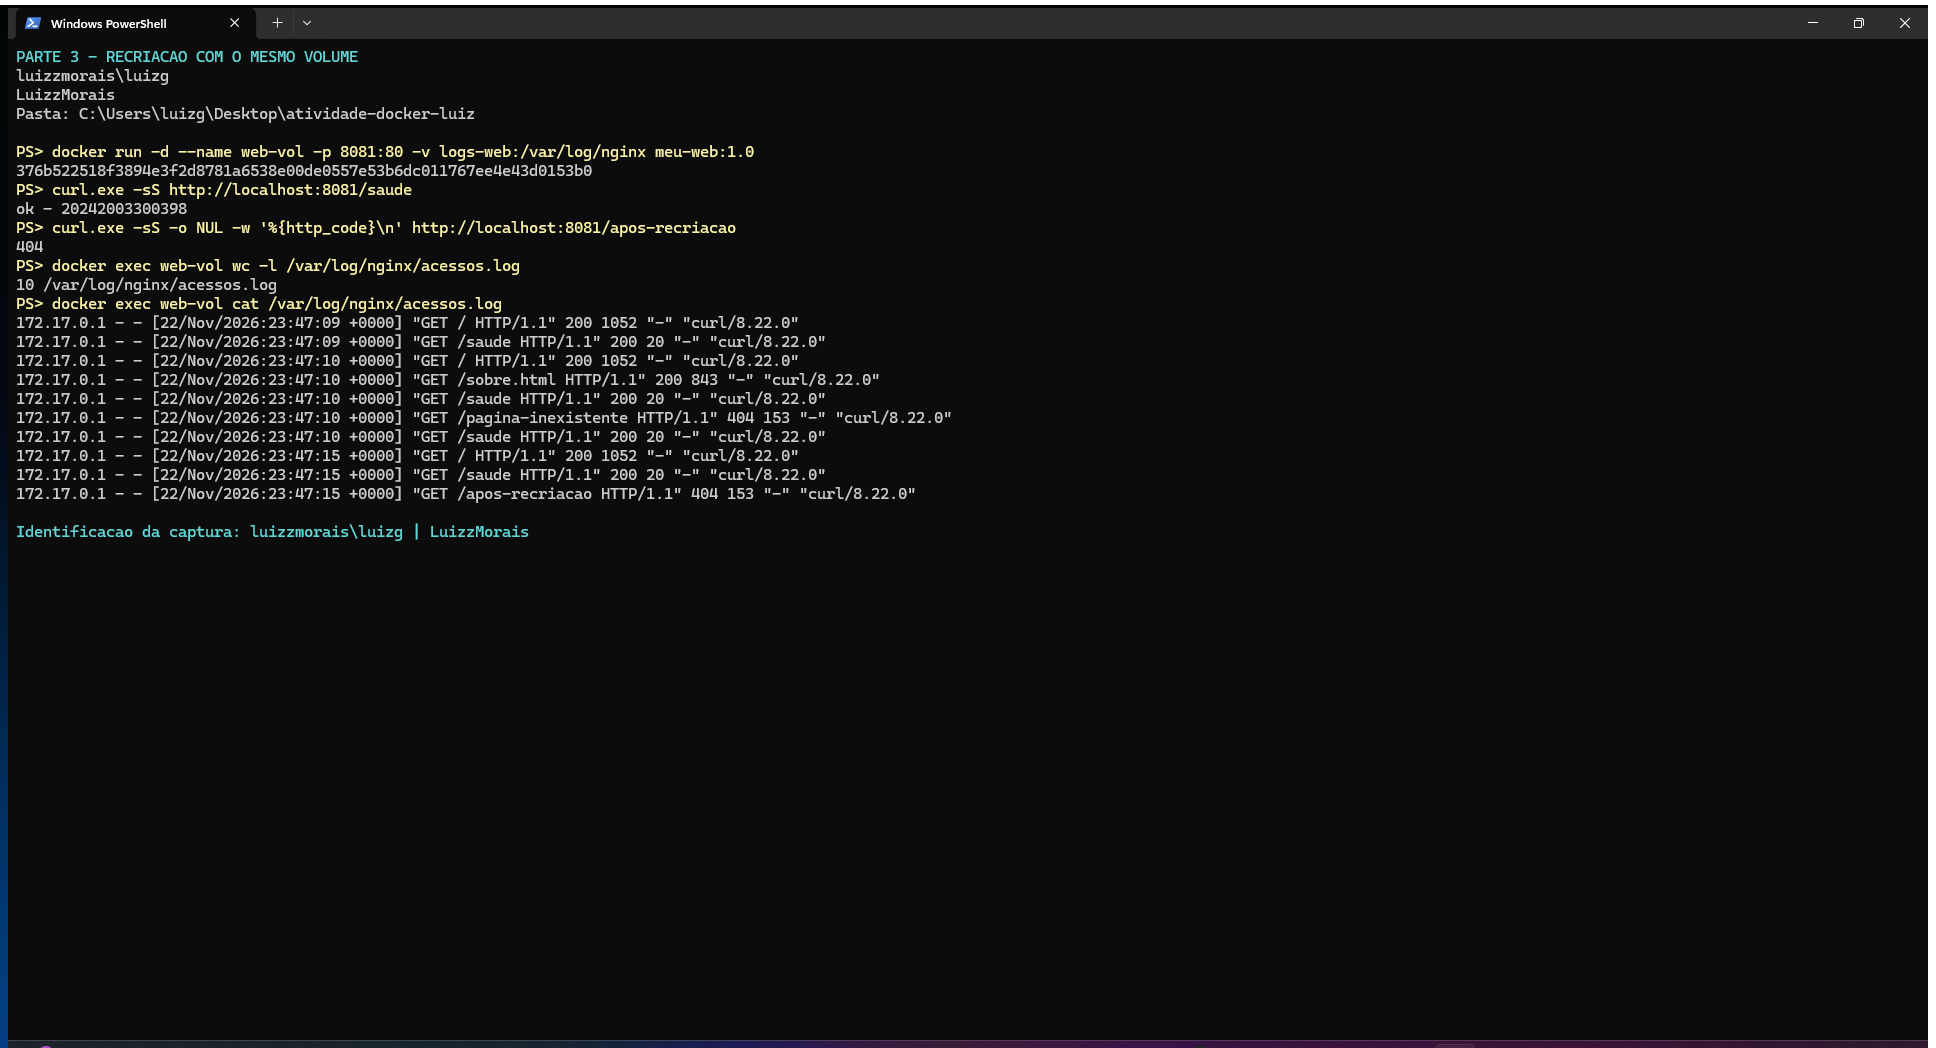 Windows PowerShell
PARTE 3 - RECRIACAO COM O MESMO VOLUME
luizzmorais\luizg
LuizzMorais
Pasta: C:\Users\luizg\Desktop\atividade-docker-luiz
PS> docker run -d --name web-vol -p 8081:80 -v logs-web:/var/log/nginx meu-web:1.0
376b522518f3894e3f2d8781a6538e00de0557e53b6dc011767ee4e43d0153b0
PS> curl.exe -sS http://localhost:8081/saude
ok - 20242003300398
PS> curl.exe -sS -o NUL -w '%{http_code}\n' http://localhost:8081/apos-recriacao
404
PS> docker exec web-vol wc -l /var/log/nginx/acessos.log
10 /var/log/nginx/acessos.log
PS> docker exec web-vol cat /var/log/nginx/acessos.log
172.17.0.1 - - [22/Nov/2026:23:47:09 +0000] "GET / HTTP/1.1" 200 1052 "-" "curl/8.22.0"
172.17.0.1 - - [22/Nov/2026:23:47:09 +0000] "GET /saude HTTP/1.1" 200 20 "-" "curl/8.22.0"
172.17.0.1 - - [22/Nov/2026:23:47:10 +0000] "GET / HTTP/1.1" 200 1052 "-" "curl/8.22.0"
172.17.0.1 - - [22/Nov/2026:23:47:10 +0000] "GET /sobre.html HTTP/1.1" 200 843 "-" "curl/8.22.0"
172.17.0.1 - - [22/Nov/2026:23:47:10 +0000] "GET /saude HTTP/1.1" 200 20 "-" "curl/8.22.0"
172.17.0.1 - - [22/Nov/2026:23:47:10 +0000] "GET /pagina-inexistente HTTP/1.1" 404 153 "-" "curl/8.22.0"
172.17.0.1 - - [22/Nov/2026:23:47:10 +0000] "GET /saude HTTP/1.1" 200 20 "-" "curl/8.22.0"
172.17.0.1 - - [22/Nov/2026:23:47:15 +0000] "GET / HTTP/1.1" 200 1052 "-" "curl/8.22.0"
172.17.0.1 - - [22/Nov/2026:23:47:15 +0000] "GET /saude HTTP/1.1" 200 20 "-" "curl/8.22.0"
172.17.0.1 - - [22/Nov/2026:23:47:15 +0000] "GET /apos-recriacao HTTP/1.1" 404 153 "-" "curl/8.22.0"
Identificacao da captura: luizzmorais\luizg | LuizzMorais